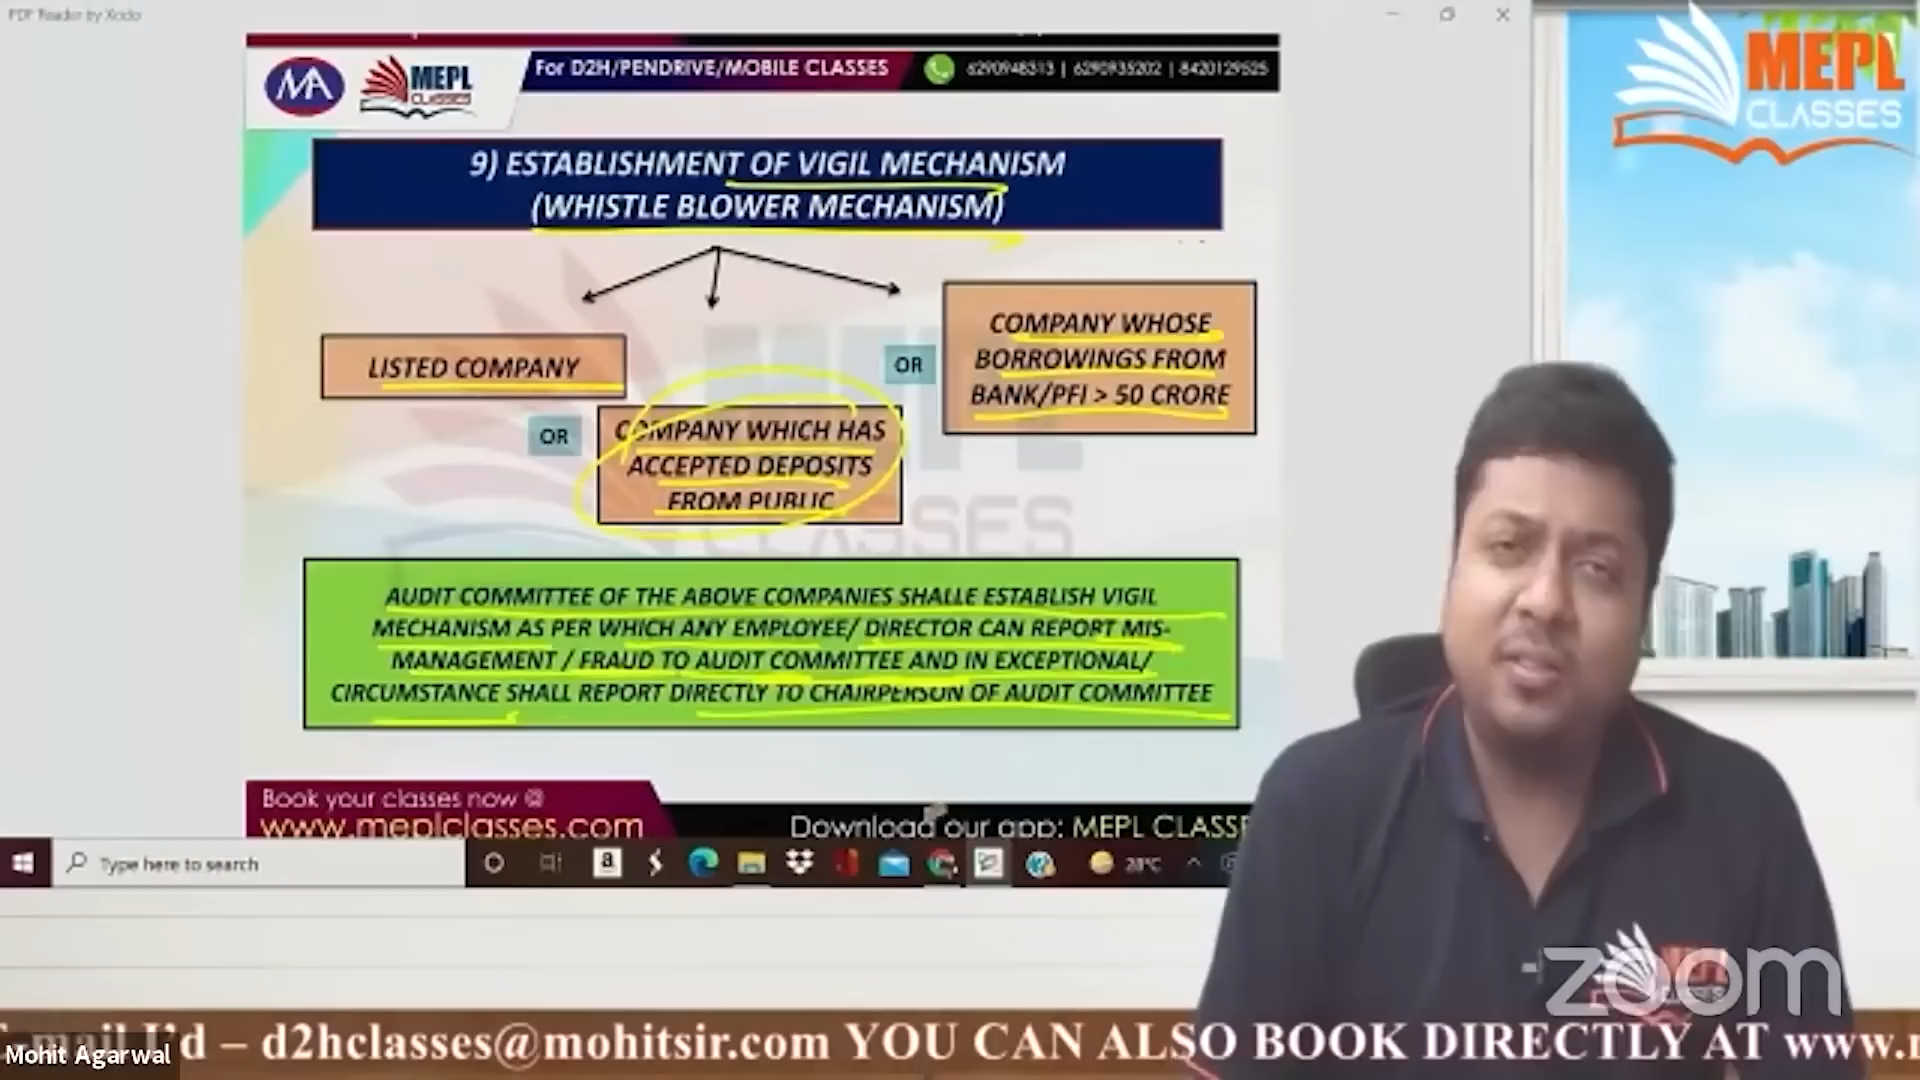 PDF Reader by Xodo
MA
MEPL
CLASSES
For D2H/PENDRIVE/MOBILE CLASSES
6290948313 | 6290935202 | 8420129525
MEPL
CLASSES
9) ESTABLISHMENT OF VIGIL MECHANISM
(WHISTLE BLOWER MECHANISM)
LISTED COMPANY
OR
COMPANY WHICH HAS
ACCEPTED DEPOSITS
FROM PUBLIC
OR
COMPANY WHOSE
BORROWINGS FROM
BANK/PFI > 50 CRORE
AUDIT COMMITTEE OF THE ABOVE COMPANIES SHALLE ESTABLISH VIGIL
MECHANISM AS PER WHICH ANY EMPLOYEE/ DIRECTOR CAN REPORT MIS-
MANAGEMENT / FRAUD TO AUDIT COMMITTEE AND IN EXCEPTIONAL/
CIRCUMSTANCE SHALL REPORT DIRECTLY TO CHAIRPERSON OF AUDIT COMMITTEE
Book your classes now @
www.meplclasses.com
Download our app: MEPL CLASSE
Type here to search
28°C
zoom
I'd – d2hclasses@mohitsir.com YOU CAN ALSO BOOK DIRECTLY AT www.
Mohit Agarwal